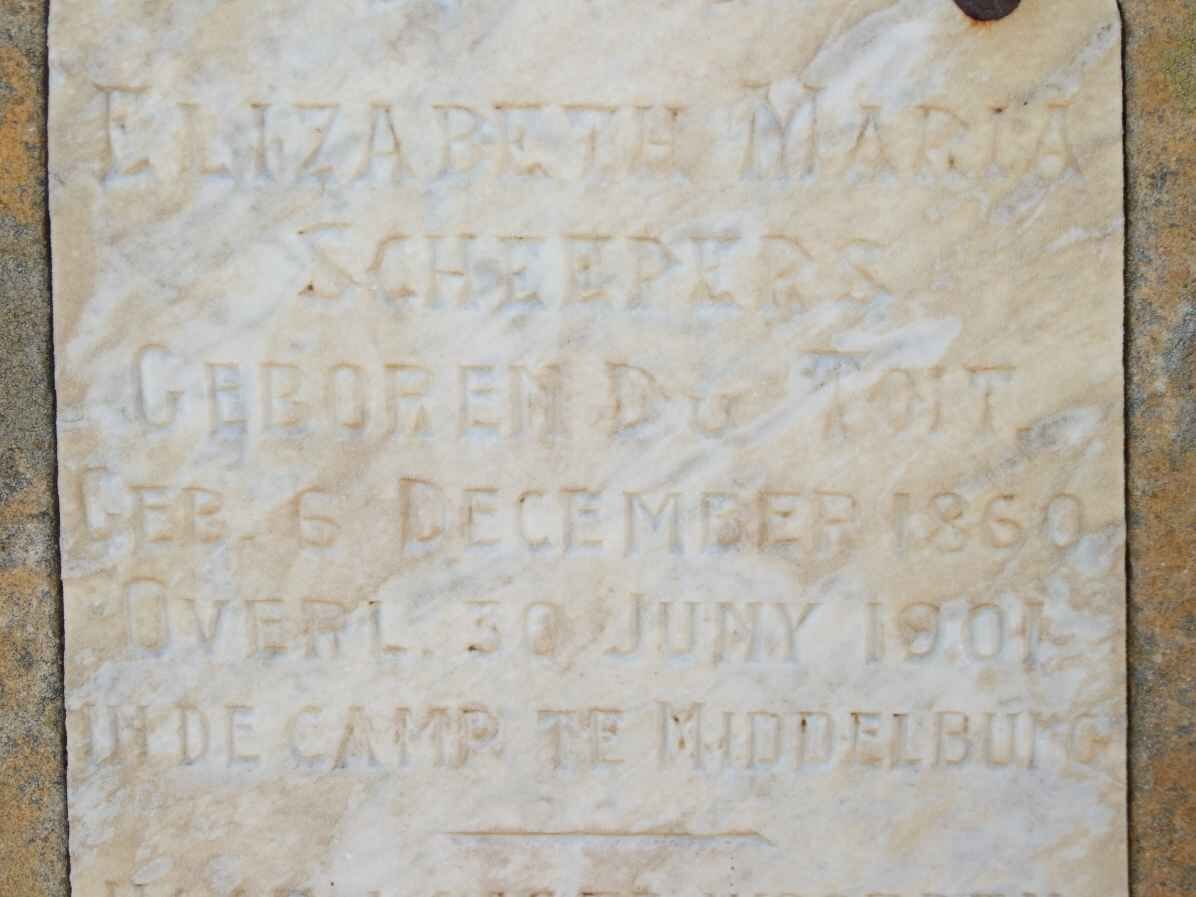 ELIZABETH MARIA
SCHEEPERS
GEBOREN DU TOIT.
GEB. 6 DECEMBER 1860
OVERL. 30 JUNY 1901
IN DE CAMP TE MIDDELBURG